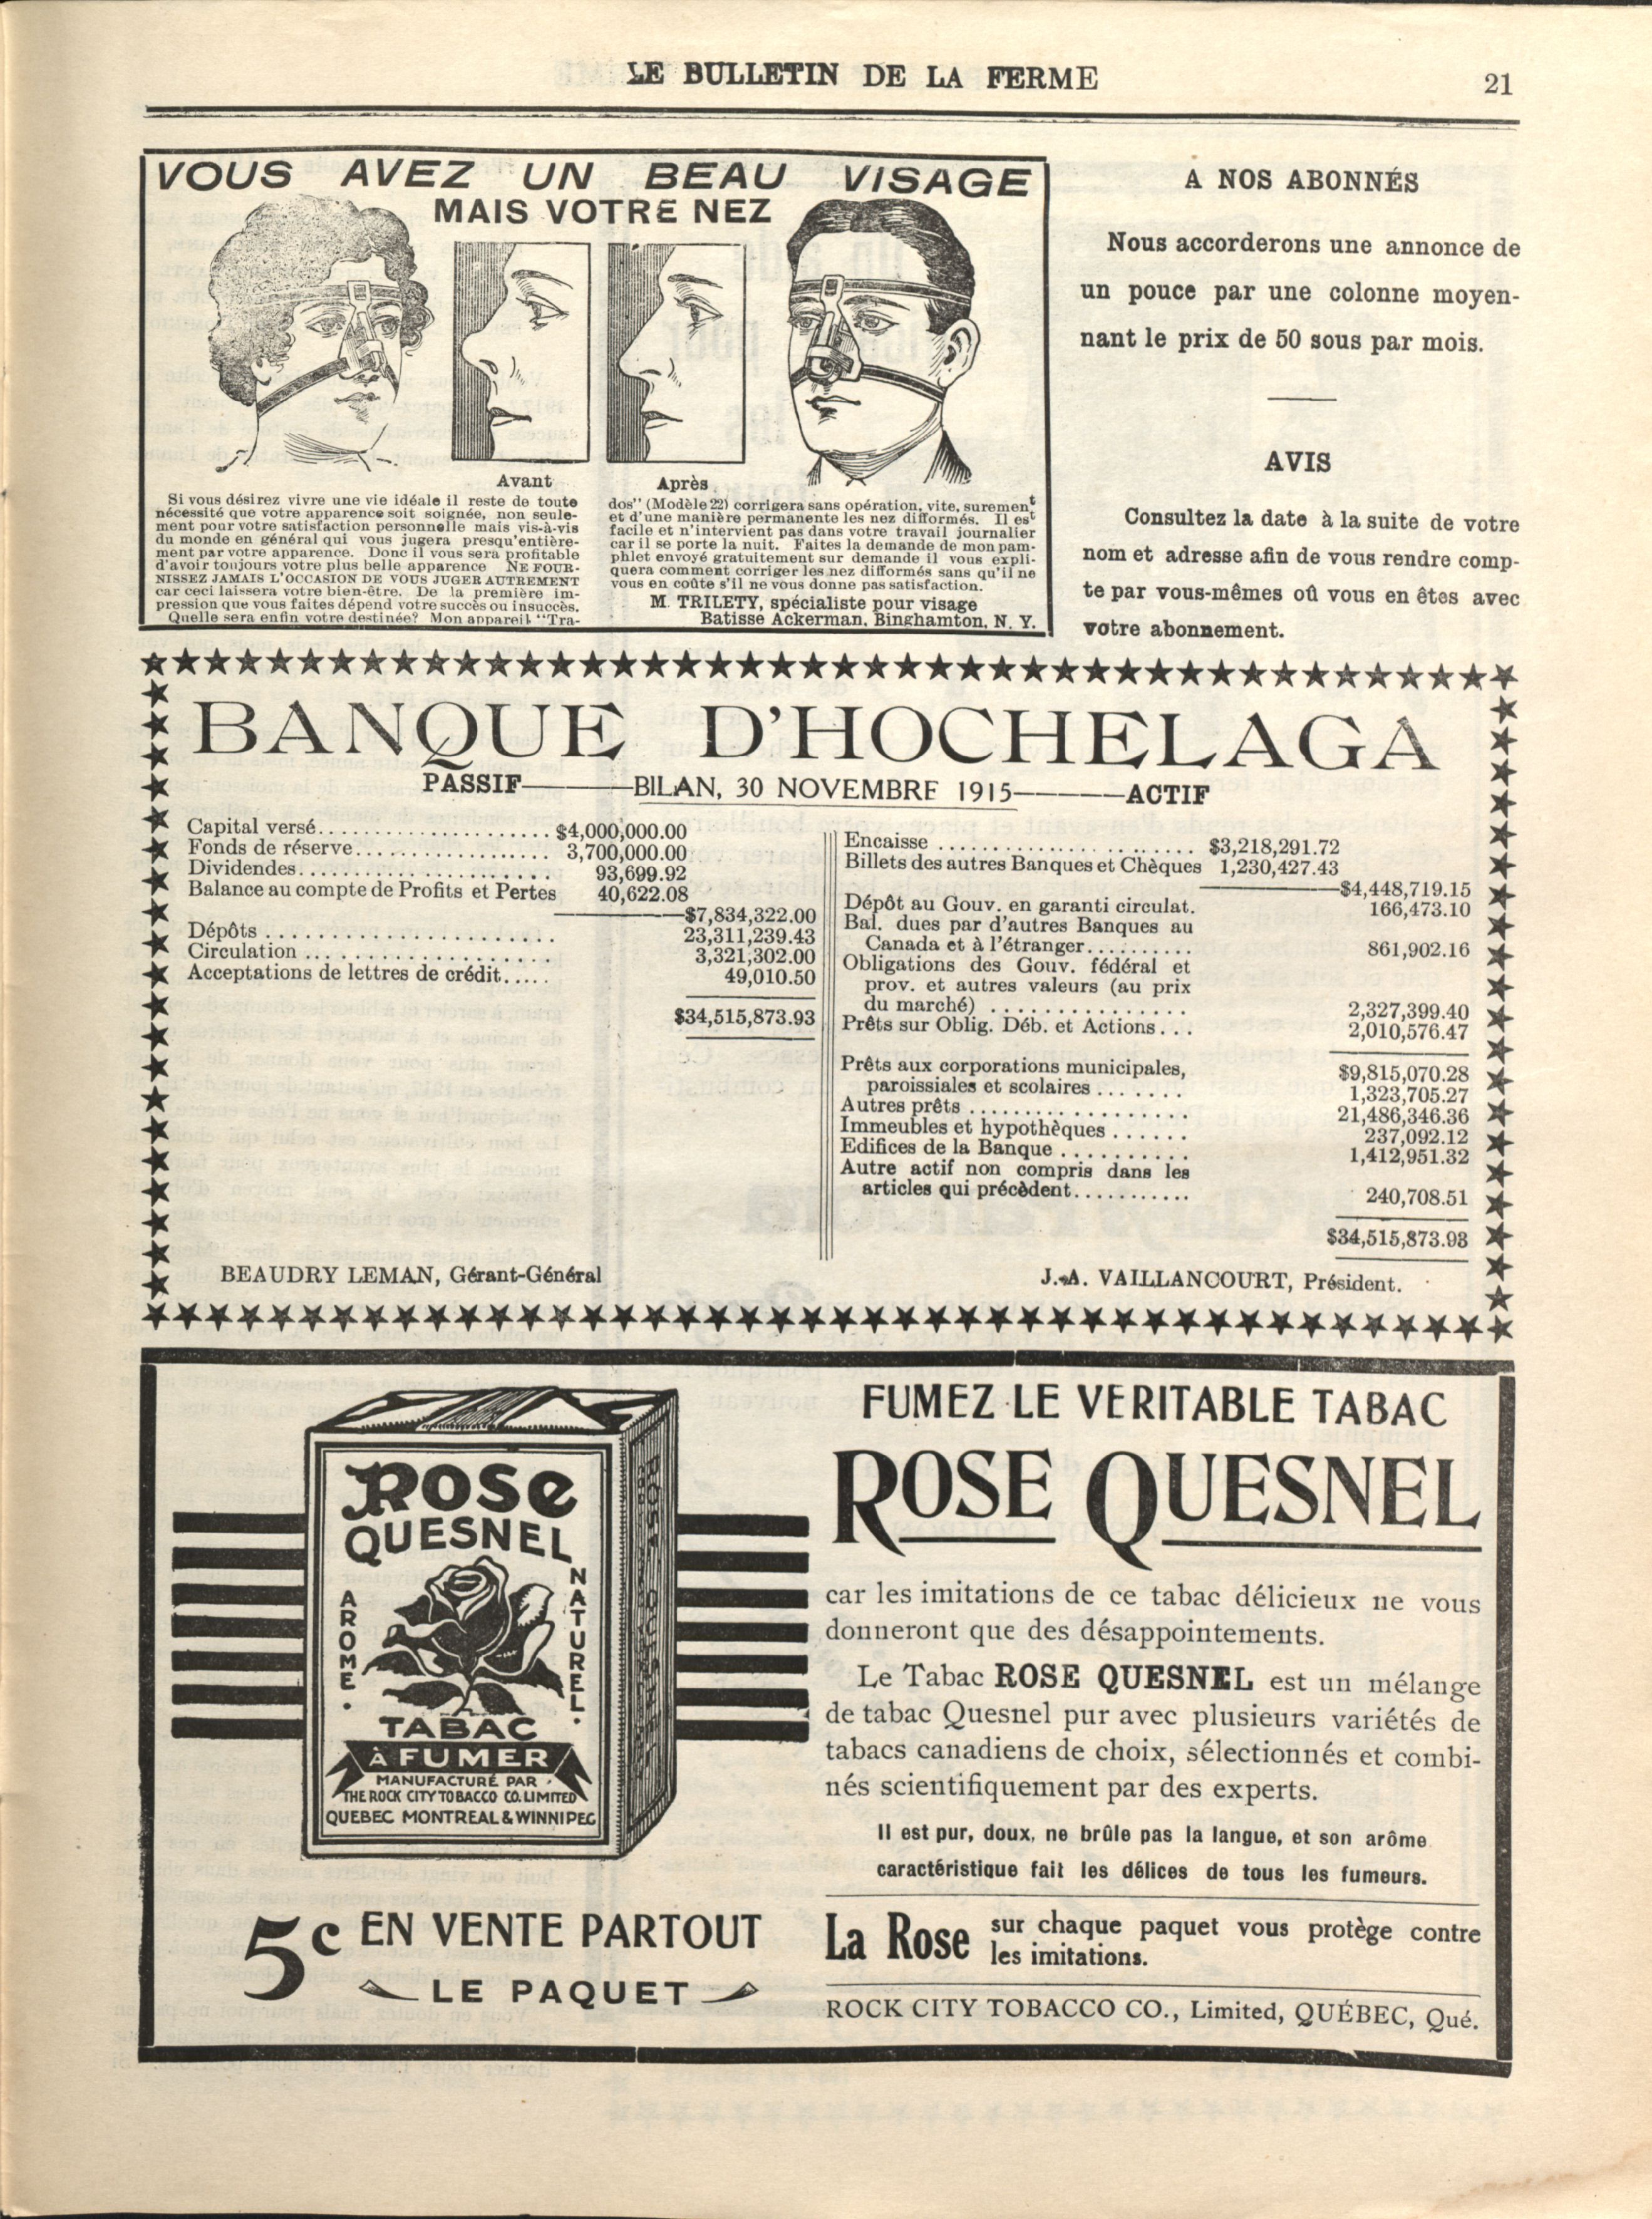 LE BULLETIN DE LA FERME
21
VOUS AVEZ UN BEAU VISAGE
MAIS VOTRE NEZ
Avant
Après
Si vous désirez vivre une vie idéale il reste de toute
nécessité que votre apparence soit soignée, non seule-
ment pour votre satisfaction personnelle mais vis-à-vis
du monde en général qui vous jugera presqu'entière-
ment par votre apparence. Donc il vous sera profitable
d'avoir toujours votre plus belle apparence NE FOUR-
NISSEZ JAMAIS L'OCCASION DE VOUS JUGER AUTREMENT
car ceci laissera votre bien-être. De la première im-
pression que vous faites dépend votre succès ou insuccès.
Quelle sera enfin votre destinée? Mon appareil "Tra-
dos" (Modèle 22) corrigera sans opération, vite, surement
et d'une manière permanente les nez difformés. Il est
facile et n'intervient pas dans votre travail journalier
car il se porte la nuit. Faites la demande de mon pam-
phlet envoyé gratuitement sur demande il vous expli-
quera comment corriger les nez difformés sans qu'il ne
vous en coûte s'il ne vous donne pas satisfaction.
M. TRILETY, spécialiste pour visage
Batisse Ackerman, Binghamton, N. Y.
A NOS ABONNÉS
Nous accorderons une annonce de
un pouce par une colonne moyen-
nant le prix de 50 sous par mois.
AVIS
Consultez la date à la suite de votre
nom et adresse afin de vous rendre comp-
te par vous-mêmes où vous en êtes avec
votre abonnement.
BANQUE D'HOCHELAGA
PASSIF———BILAN, 30 NOVEMBRE 1915———ACTIF
Capital versé..................... $4,000,000.00
Fonds de réserve.................. 3,700,000.00
Dividendes....................... 93,699.92
Balance au compte de Profits et Pertes 40,622.08
$7,834,322.00
Dépôts .......................... 23,311,239.43
Circulation ...................... 3,321,302.00
Acceptations de lettres de crédit..... 49,010.50
$34,515,873.93
Encaisse ........................ $3,218,291.72
Billets des autres Banques et Chèques 1,230,427.43
$4,448,719.15
Dépôt au Gouv. en garanti circulat. 166,473.10
Bal. dues par d'autres Banques au
Canada et à l'étranger.......... 861,902.16
Obligations des Gouv. fédéral et
prov. et autres valeurs (au prix
du marché) ............... 2,327,399.40
Prêts sur Oblig. Déb. et Actions... 2,010,576.47
$9,815,070.28
Prêts aux corporations municipales,
paroissiales et scolaires ....... 1,323,705.27
Autres prêts .................. 21,486,346.36
Immeubles et hypothèques ...... 237,092.12
Edifices de la Banque .......... 1,412,951.32
Autre actif non compris dans les
articles qui précèdent........... 240,708.51
$34,515,873.93
BEAUDRY LEMAN, Gérant-Général
J.-A. VAILLANCOURT, Président.
ROSE
QUESNEL
AROME.
NATUREL.
TABAC
À FUMER
MANUFACTURÉ PAR
THE ROCK CITY TOBACCO CO. LIMITED
QUEBEC MONTREAL & WINNIPEG
5c EN VENTE PARTOUT
LE PAQUET
FUMEZ LE VERITABLE TABAC
ROSE QUESNEL
car les imitations de ce tabac délicieux ne vous
donneront que des désappointements.
Le Tabac ROSE QUESNEL est un mélange
de tabac Quesnel pur avec plusieurs variétés de
tabacs canadiens de choix, sélectionnés et combi-
nés scientifiquement par des experts.
Il est pur, doux, ne brûle pas la langue, et son arôme
caractéristique fait les délices de tous les fumeurs.
La Rose sur chaque paquet vous protège contre
les imitations.
ROCK CITY TOBACCO CO., Limited, QUÉBEC, Qué.